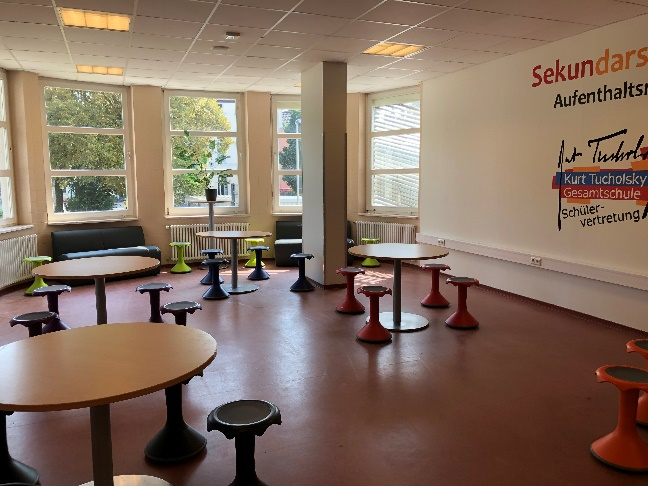 Sekundars
Aufenthaltsr
Kurt Tucholsky
Gesamtschule
Schüler-
vertretung